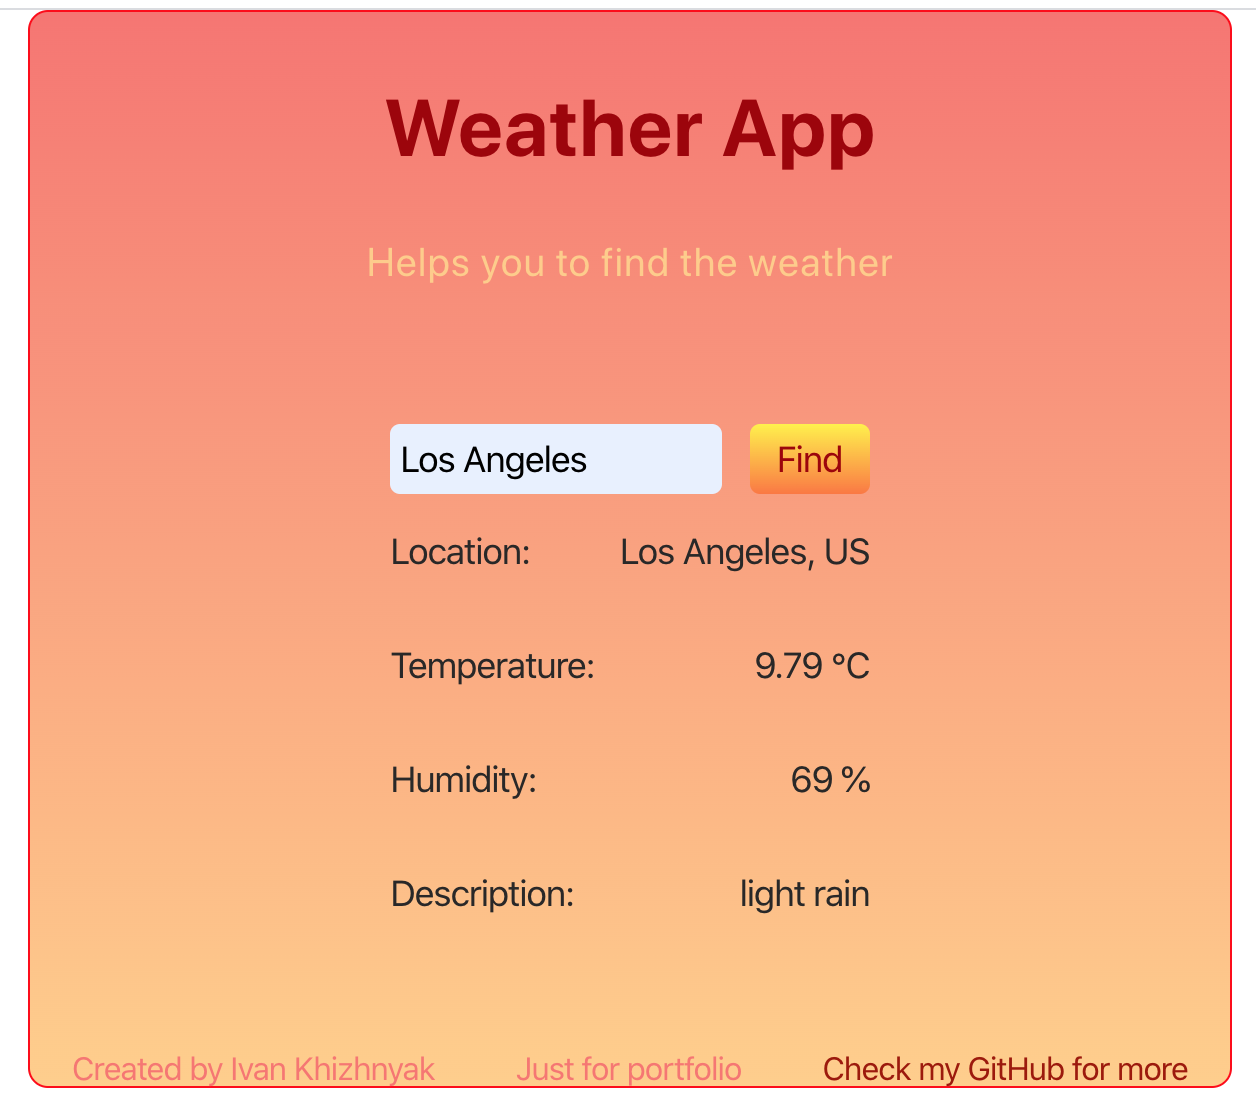 Weather App
Helps you to find the weather
Los Angeles Find
Location: Los Angeles, US
Temperature: 9.79 °C
Humidity: 69 %
Description: light rain
Created by Ivan Khizhnyak Just for portfolio Check my GitHub for more